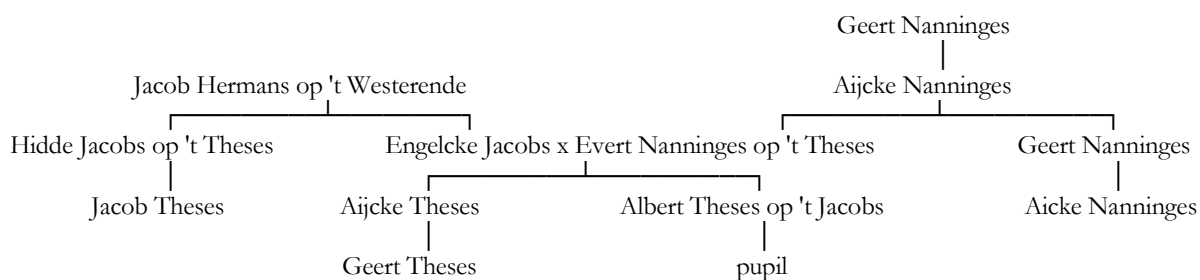 Geert Nanninges
Jacob Hermans op 't Westerende Aijcke Nanninges
Hidde Jacobs op 't Theses Engelcke Jacobs x Evert Nanninges op 't Theses Geert Nanninges
Jacob Theses Aijcke Theses Albert Theses op 't Jacobs Aicke Nanninges
Geert Theses pupil